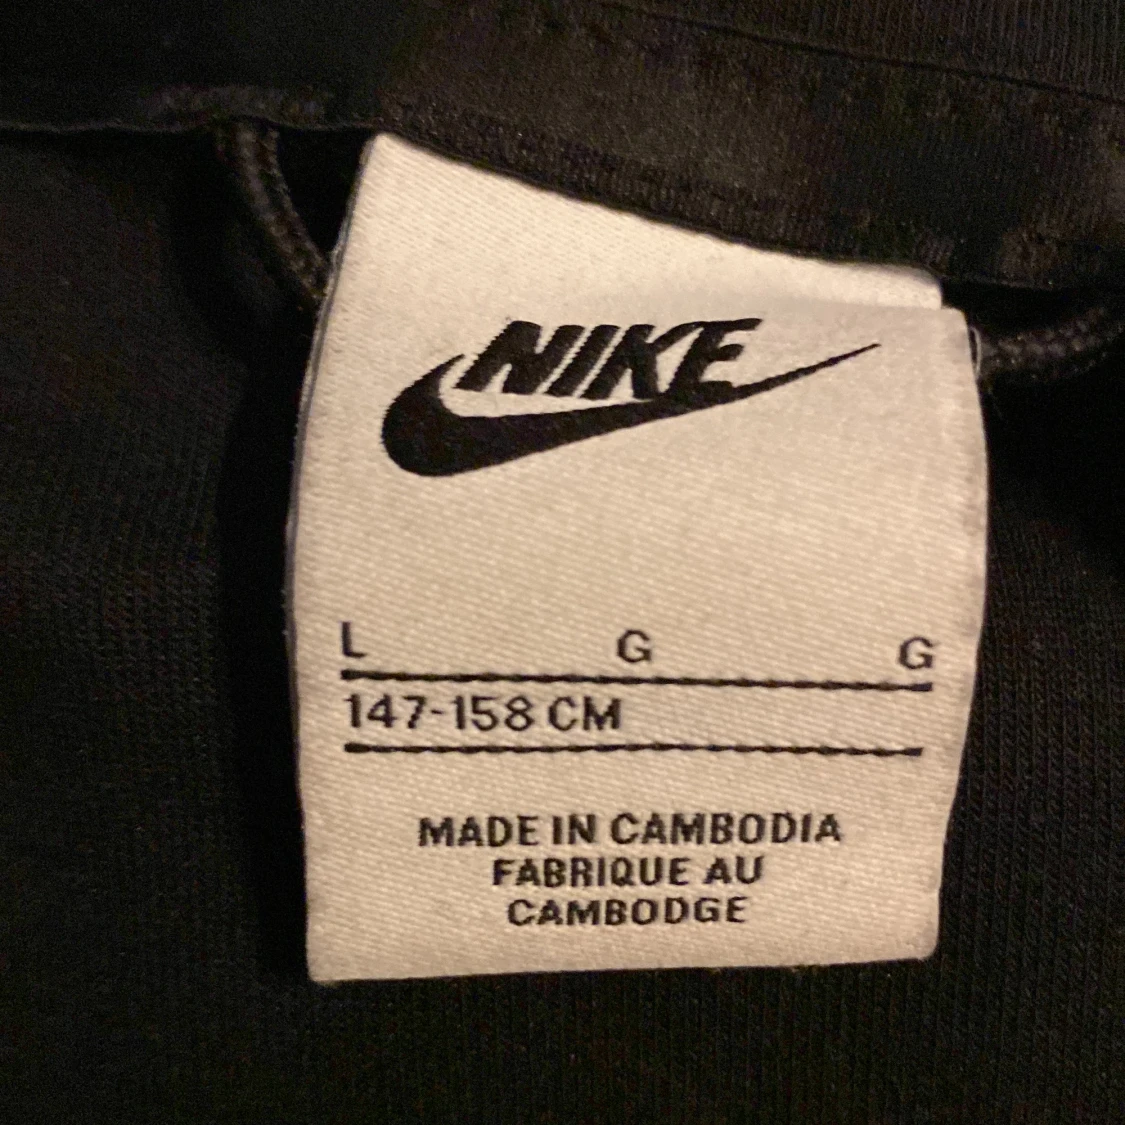 NIKE
L G G
147-158 CM
MADE IN CAMBODIA
FABRIQUE AU
CAMBODGE